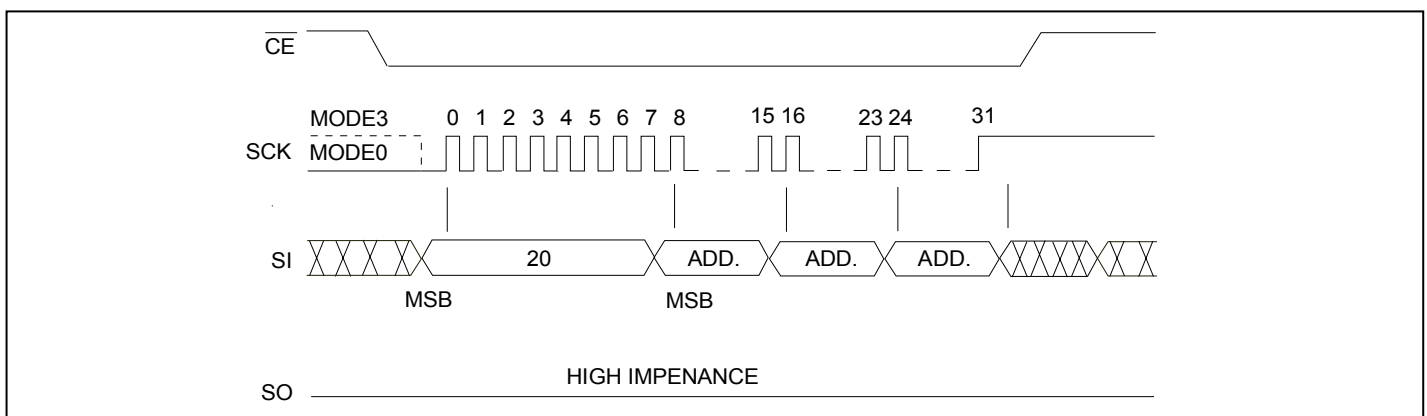 CE
MODE3 0 1 2 3 4 5 6 7 8 15 16 23 24 31
SCK MODE0
SI 20 ADD. ADD. ADD.
MSB MSB
HIGH IMPENANCE
SO